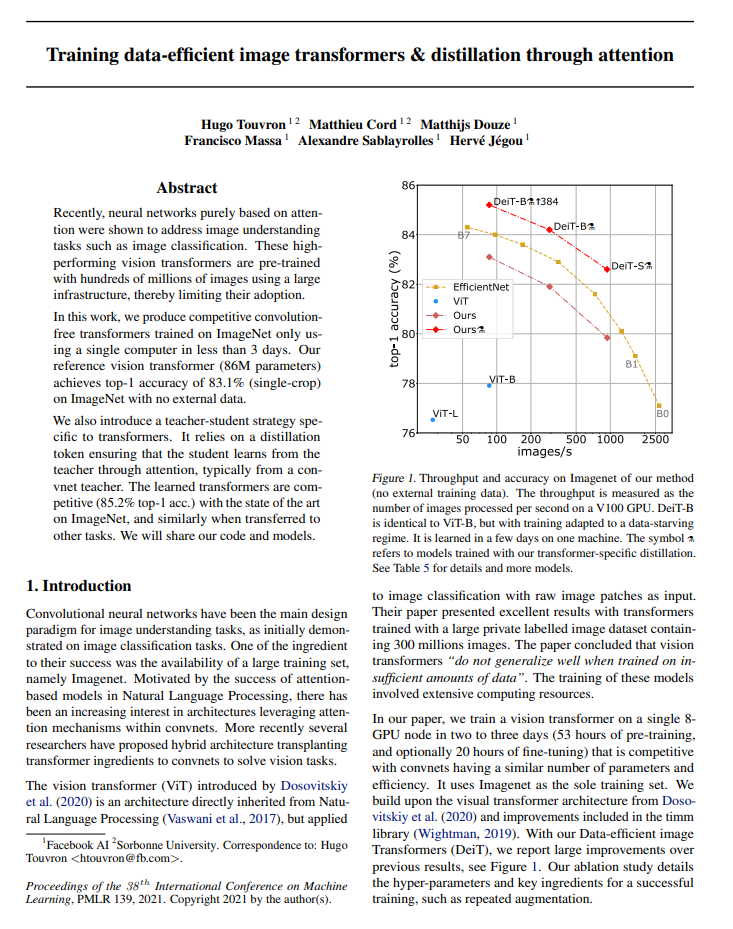 Training data-efficient image transformers & distillation through attention
Hugo Touvron 1 2 Matthieu Cord 1 2 Matthijs Douze 1
Francisco Massa 1 Alexandre Sablayrolles 1 Hervé Jégou 1
Abstract
Recently, neural networks purely based on atten-
tion were shown to address image understanding
tasks such as image classification. These high-
performing vision transformers are pre-trained
with hundreds of millions of images using a large
infrastructure, thereby limiting their adoption.
In this work, we produce competitive convolution-
free transformers trained on ImageNet only us-
ing a single computer in less than 3 days. Our
reference vision transformer (86M parameters)
achieves top-1 accuracy of 83.1% (single-crop)
on ImageNet with no external data.
We also introduce a teacher-student strategy spe-
cific to transformers. It relies on a distillation
token ensuring that the student learns from the
teacher through attention, typically from a con-
vnet teacher. The learned transformers are com-
petitive (85.2% top-1 acc.) with the state of the art
on ImageNet, and similarly when transferred to
other tasks. We will share our code and models.
1. Introduction
Convolutional neural networks have been the main design
paradigm for image understanding tasks, as initially demon-
strated on image classification tasks. One of the ingredient
to their success was the availability of a large training set,
namely Imagenet. Motivated by the success of attention-
based models in Natural Language Processing, there has
been an increasing interest in architectures leveraging atten-
tion mechanisms within convnets. More recently several
researchers have proposed hybrid architecture transplanting
transformer ingredients to convnets to solve vision tasks.
The vision transformer (ViT) introduced by Dosovitskiy
et al. (2020) is an architecture directly inherited from Natu-
ral Language Processing (Vaswani et al., 2017), but applied
1Facebook AI 2Sorbonne University. Correspondence to: Hugo
Touvron <htouvron@fb.com>.
Proceedings of the 38th International Conference on Machine
Learning, PMLR 139, 2021. Copyright 2021 by the author(s).
86
84
82
80
78
76
top-1 accuracy (%)
DeiT-B⚗↑384
DeiT-B⚗
DeiT-S⚗
B7
EfficientNet
ViT
Ours
Ours⚗
B1
B0
ViT-B
ViT-L
50 100 200 500 1000 2500
images/s
Figure 1. Throughput and accuracy on Imagenet of our method
(no external training data). The throughput is measured as the
number of images processed per second on a V100 GPU. DeiT-B
is identical to ViT-B, but with training adapted to a data-starving
regime. It is learned in a few days on one machine. The symbol ⚗
refers to models trained with our transformer-specific distillation.
See Table 5 for details and more models.
to image classification with raw image patches as input.
Their paper presented excellent results with transformers
trained with a large private labelled image dataset contain-
ing 300 millions images. The paper concluded that vision
transformers “do not generalize well when trained on in-
sufficient amounts of data”. The training of these models
involved extensive computing resources.
In our paper, we train a vision transformer on a single 8-
GPU node in two to three days (53 hours of pre-training,
and optionally 20 hours of fine-tuning) that is competitive
with convnets having a similar number of parameters and
efficiency. It uses Imagenet as the sole training set. We
build upon the visual transformer architecture from Doso-
vitskiy et al. (2020) and improvements included in the timm
library (Wightman, 2019). With our Data-efficient image
Transformers (DeiT), we report large improvements over
previous results, see Figure 1. Our ablation study details
the hyper-parameters and key ingredients for a successful
training, such as repeated augmentation.